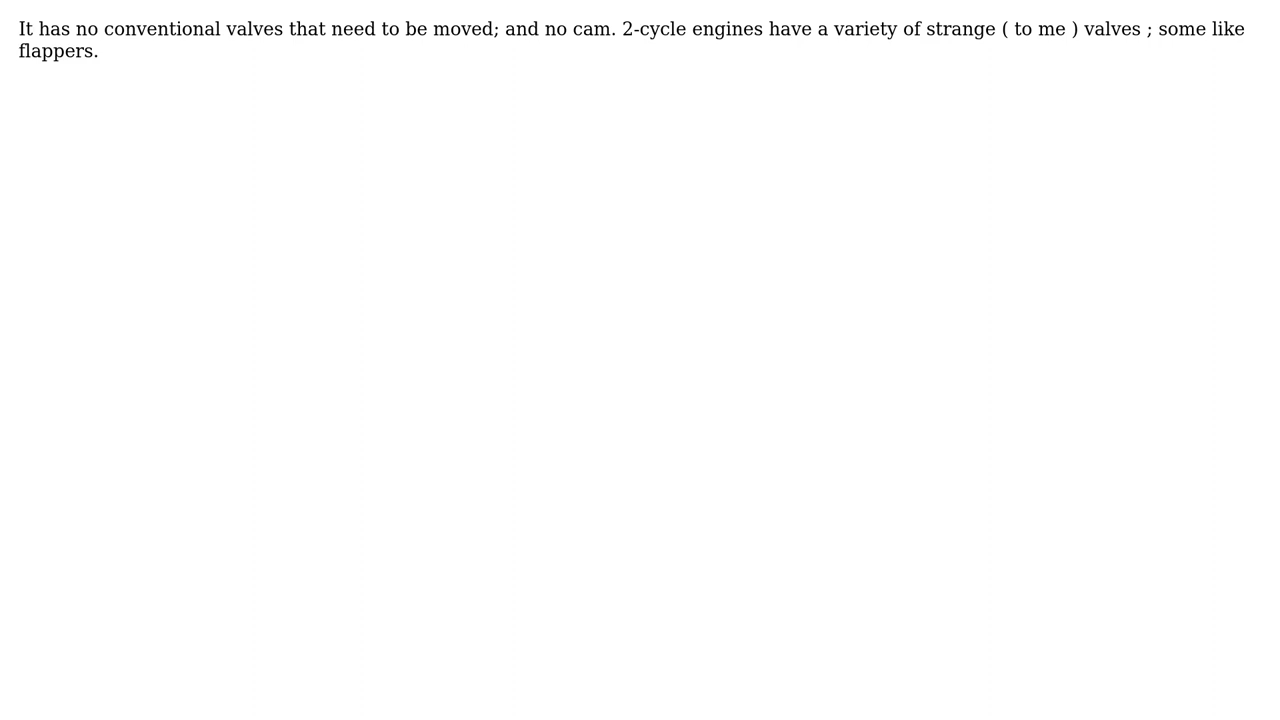 It has no conventional valves that need to be moved; and no cam. 2-cycle engines have a variety of strange ( to me ) valves ; some like
flappers.